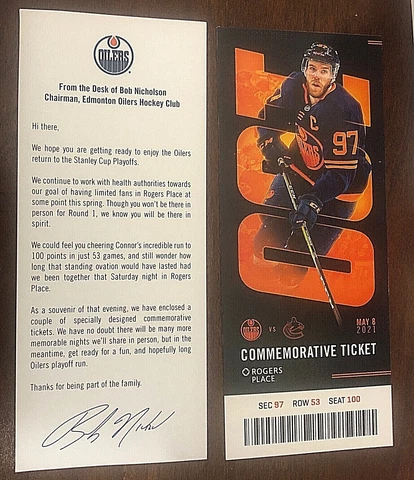 OILERS
From the Desk of Bob Nicholson
Chairman, Edmonton Oilers Hockey Club
Hi there,
We hope you are getting ready to enjoy the Oilers
return to the Stanley Cup Playoffs.
We continue to work with health authorities towards
our goal of having limited fans in Rogers Place at
some point this spring. Though you won't be there in
person for Round 1, we know you will be there in
spirit.
We could feel you cheering Connor's incredible run to
100 points in just 53 games, and still wonder how
long that standing ovation would have lasted had
we been together that Saturday night in Rogers
Place.
As a souvenir of that evening, we have enclosed a
couple of specially designed commemorative
tickets. We have no doubt there will be many more
memorable nights we'll share in person, but in the
meantime, get ready for a fun, and hopefully long
Oilers playoff run.
Thanks for being part of the family.
100
97
C
97
OILERS
OILERS
VS
MAY 8
2021
COMMEMORATIVE TICKET
ROGERS
PLACE
SEC 97 ROW 53 SEAT 100